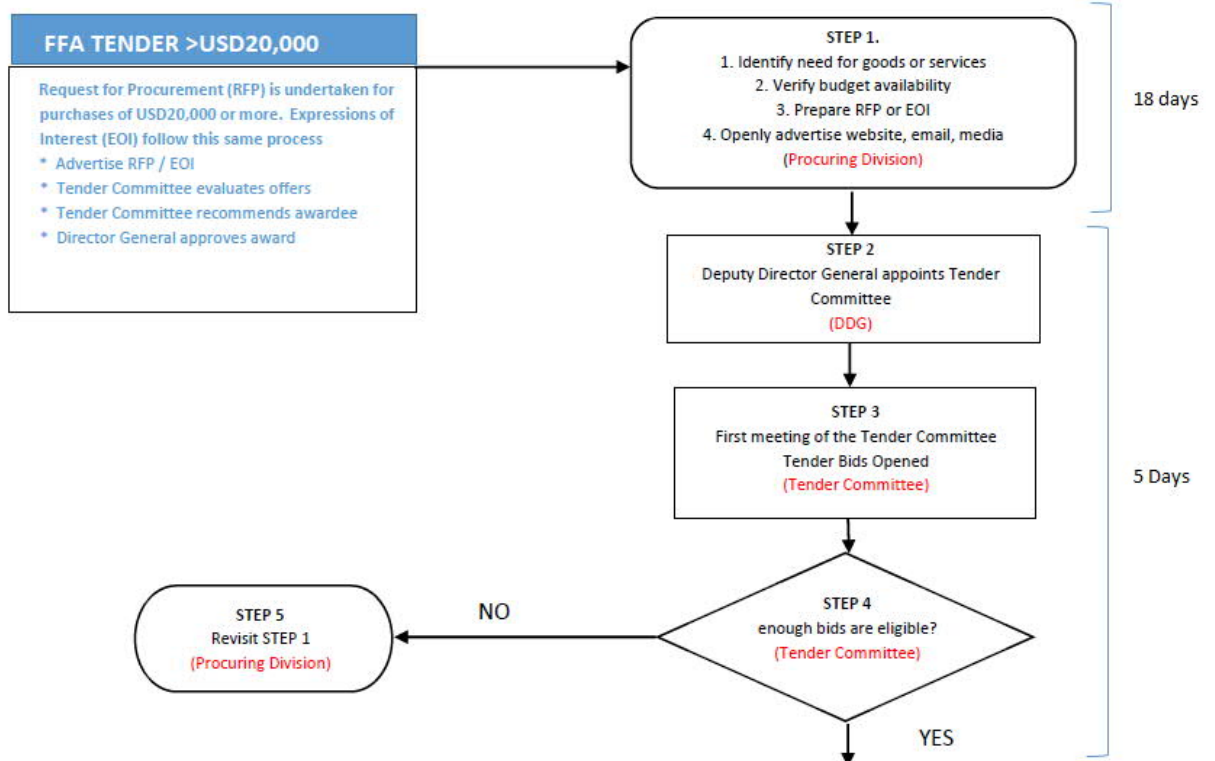 FFA TENDER >USD20,000
Request for Procurement (RFP) is undertaken for
purchases of USD20,000 or more. Expressions of
Interest (EOI) follow this same process
* Advertise RFP / EOI
* Tender Committee evaluates offers
* Tender Committee recommends awardee
* Director General approves award
STEP 1.
1. Identify need for goods or services
2. Verify budget availability
3. Prepare RFP or EOI
4. Openly advertise website, email, media
(Procuring Division)
18 days
STEP 2
Deputy Director General appoints Tender
Committee
(DDG)
STEP 3
First meeting of the Tender Committee
Tender Bids Opened
(Tender Committee)
5 Days
STEP 4
enough bids are eligible?
(Tender Committee)
NO
STEP 5
Revisit STEP 1
(Procuring Division)
YES